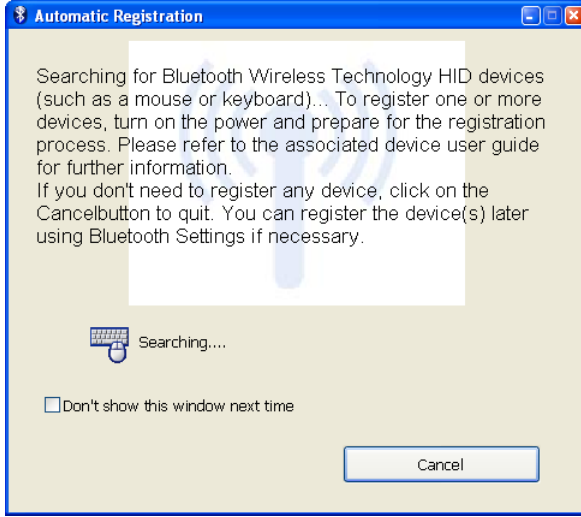 Automatic Registration
Searching for Bluetooth Wireless Technology HID devices
(such as a mouse or keyboard)... To register one or more
devices, turn on the power and prepare for the registration
process. Please refer to the associated device user guide
for further information.
If you don't need to register any device, click on the
Cancelbutton to quit. You can register the device(s) later
using Bluetooth Settings if necessary.
Searching....
Don't show this window next time
Cancel